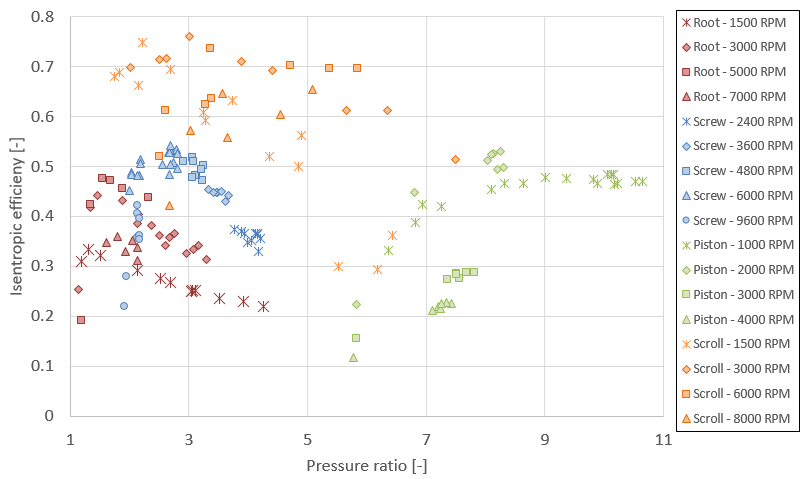 0.8
0.7
0.6
0.5
0.4
0.3
0.2
0.1
0
Isentropic efficieny [-]
1 3 5 7 9 11
Pressure ratio [-]
Root - 1500 RPM
Root - 3000 RPM
Root - 5000 RPM
Root - 7000 RPM
Screw - 2400 RPM
Screw - 3600 RPM
Screw - 4800 RPM
Screw - 6000 RPM
Screw - 9600 RPM
Piston - 1000 RPM
Piston - 2000 RPM
Piston - 3000 RPM
Piston - 4000 RPM
Scroll - 1500 RPM
Scroll - 3000 RPM
Scroll - 6000 RPM
Scroll - 8000 RPM